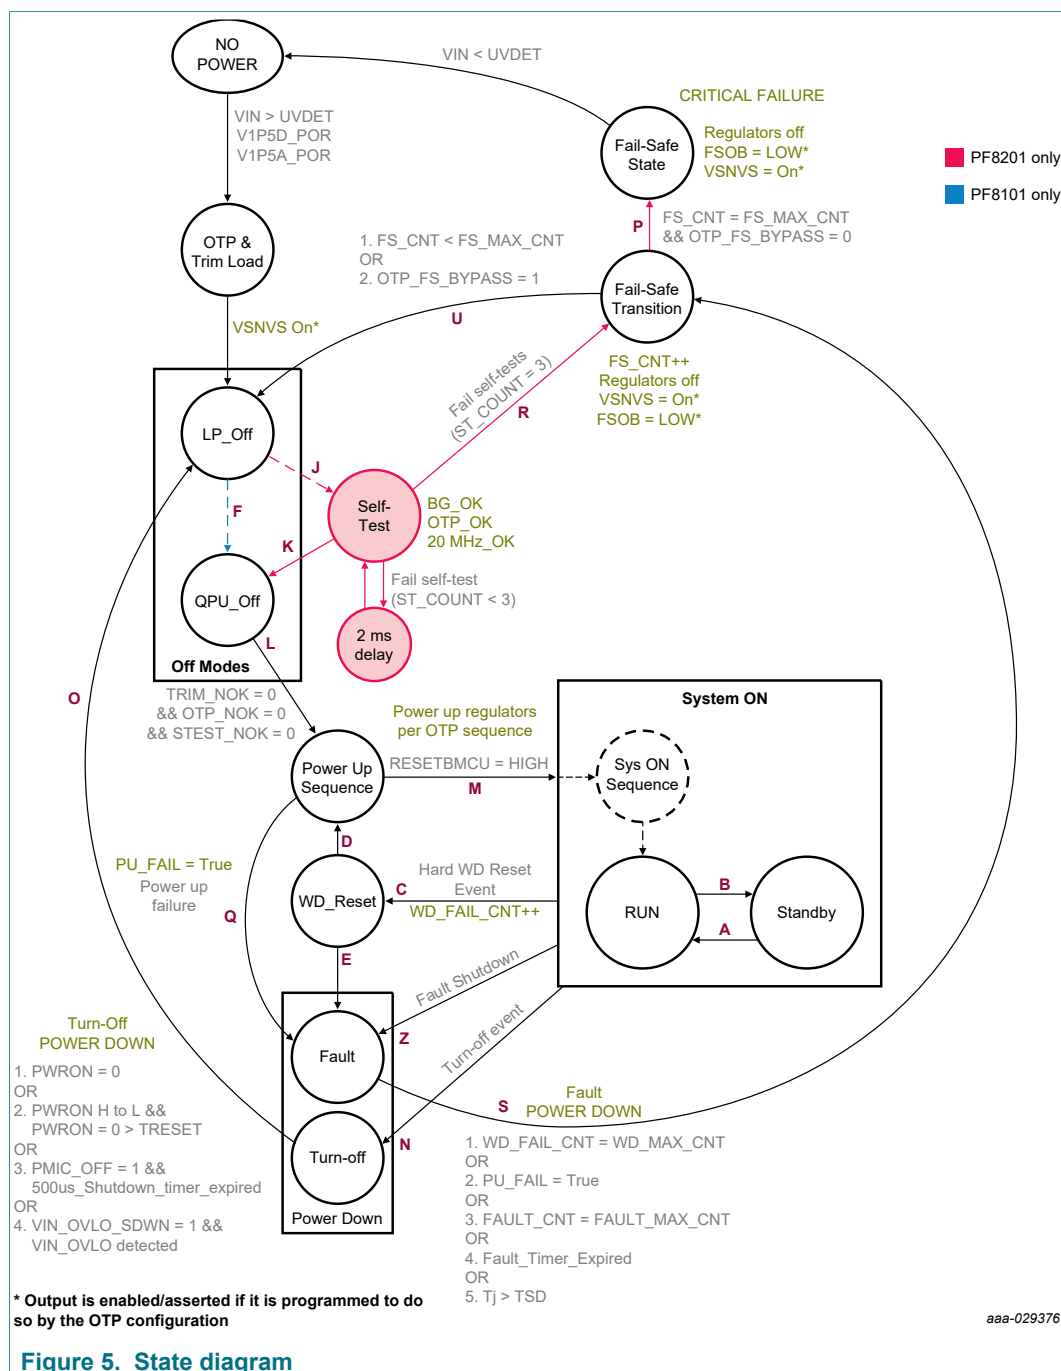 NO
POWER
VIN < UVDET
CRITICAL FAILURE
VIN > UVDET
V1P5D_POR
V1P5A_POR
Fail-Safe
State
Regulators off
FSOB = LOW*
VSNVS = On*
PF8201 only
PF8101 only
OTP &
Trim Load
1. FS_CNT < FS_MAX_CNT
OR
2. OTP_FS_BYPASS = 1
P
FS_CNT = FS_MAX_CNT
&& OTP_FS_BYPASS = 0
Fail-Safe
Transition
VSNVS On*
U
FS_CNT++
Regulators off
VSNVS = On*
FSOB = LOW*
Fail self-tests
(ST_COUNT = 3)
R
LP_Off
J
F
Self-
Test
BG_OK
OTP_OK
20 MHz_OK
K
QPU_Off
Fail self-test
(ST_COUNT < 3)
2 ms
delay
L
Off Modes
O
TRIM_NOK = 0
&& OTP_NOK = 0
&& STEST_NOK = 0
Power up regulators
per OTP sequence
System ON
Power Up
Sequence
RESETBMCU = HIGH
M
Sys ON
Sequence
D
PU_FAIL = True
Power up
failure
Q
WD_Reset
C
Hard WD Reset
Event
WD_FAIL_CNT++
RUN
B
A
Standby
E
Fault Shutdown
Z
Turn-off event
Fault
Turn-Off
POWER DOWN
1. PWRON = 0
OR
2. PWRON H to L &&
PWRON = 0 > TRESET
OR
3. PMIC_OFF = 1 &&
500us_Shutdown_timer_expired
OR
4. VIN_OVLO_SDWN = 1 &&
VIN_OVLO detected
Turn-off
N
Power Down
S
Fault
POWER DOWN
1. WD_FAIL_CNT = WD_MAX_CNT
OR
2. PU_FAIL = True
OR
3. FAULT_CNT = FAULT_MAX_CNT
OR
4. Fault_Timer_Expired
OR
5. Tj > TSD
* Output is enabled/asserted if it is programmed to do
so by the OTP configuration
aaa-029376
Figure 5. State diagram